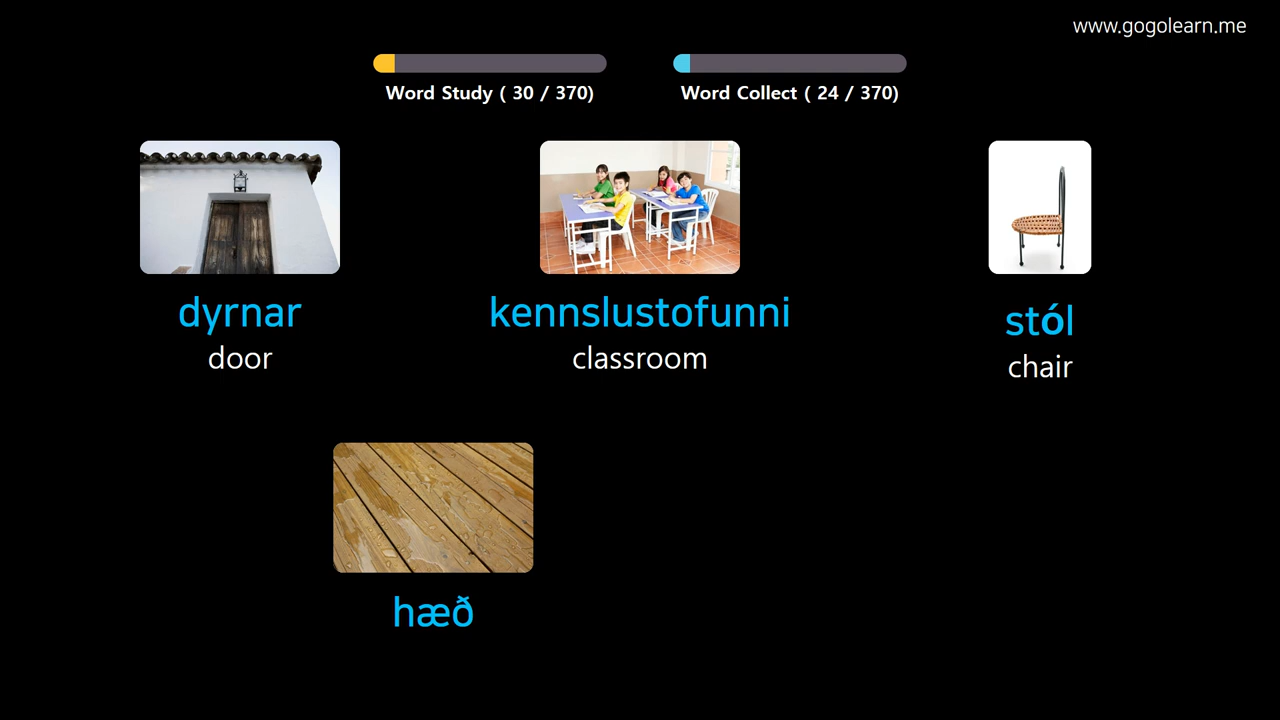 www.gogolearn.me
Word Study ( 30 / 370)
Word Collect ( 24 / 370)
dyrnar
door
kennslustofunni
classroom
stól
chair
hæð